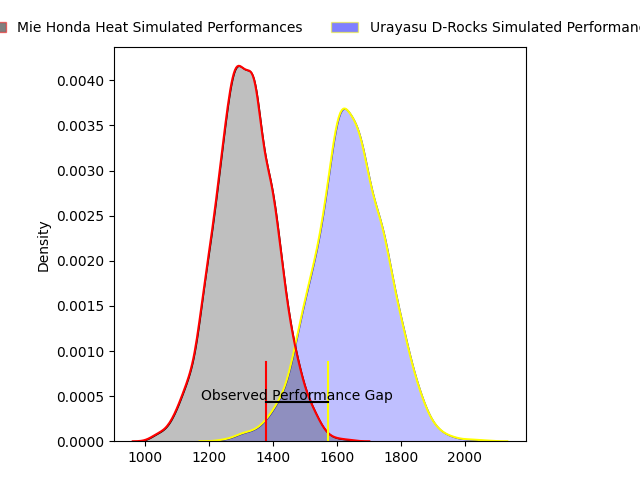 Mie Honda Heat Simulated Performances
Urayasu D-Rocks Simulated
0.0040
0.0035
0.0030
0.0025
0.0020
0.0015
0.0010
0.0005
0.0000
Density
Observed Performance Gap
1000 1200 1400 1600 1800 2000